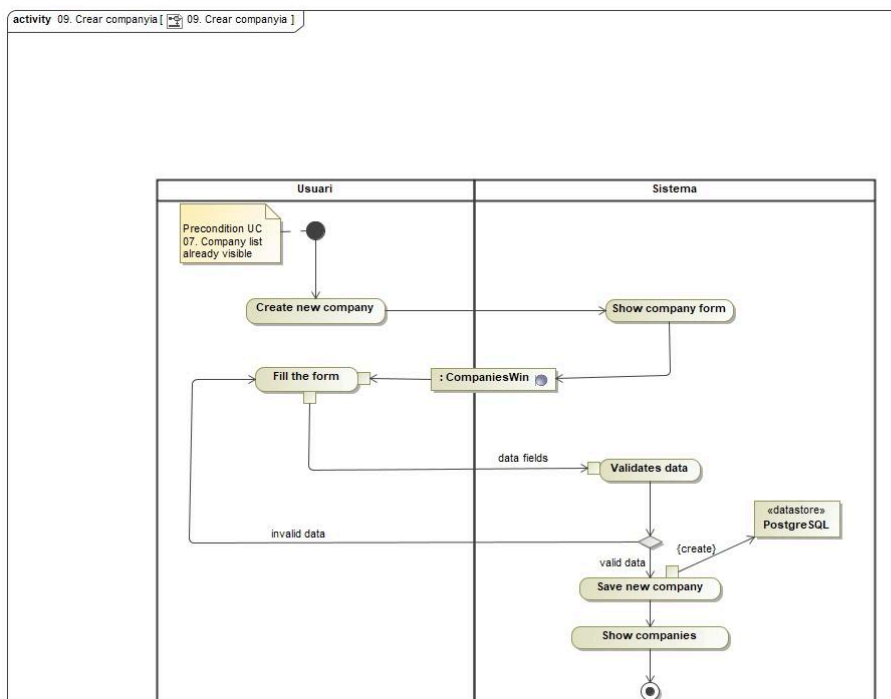 activity 09. Crear companyia [ 09. Crear companyia ]
Usuari
Sistema
Precondition UC
07. Company list
already visible
Create new company
Show company form
Fill the form
: CompaniesWin
data fields
Validates data
«datastore»
PostgreSQL
invalid data
{create}
valid data
Save new company
Show companies